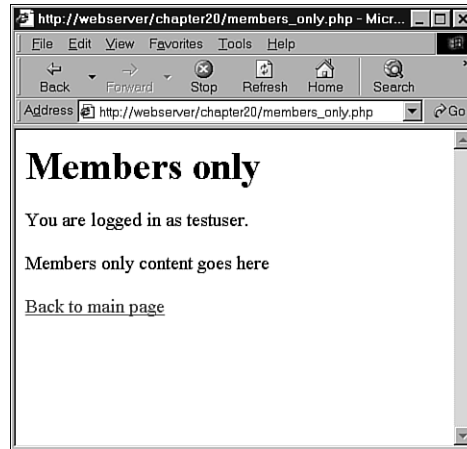 http://webserver/chapter20/members_only.php - Micr...
File Edit View Favorites Tools Help
Back Forward Stop Refresh Home Search
Address http://webserver/chapter20/members_only.php Go
Members only
You are logged in as testuser.
Members only content goes here
Back to main page